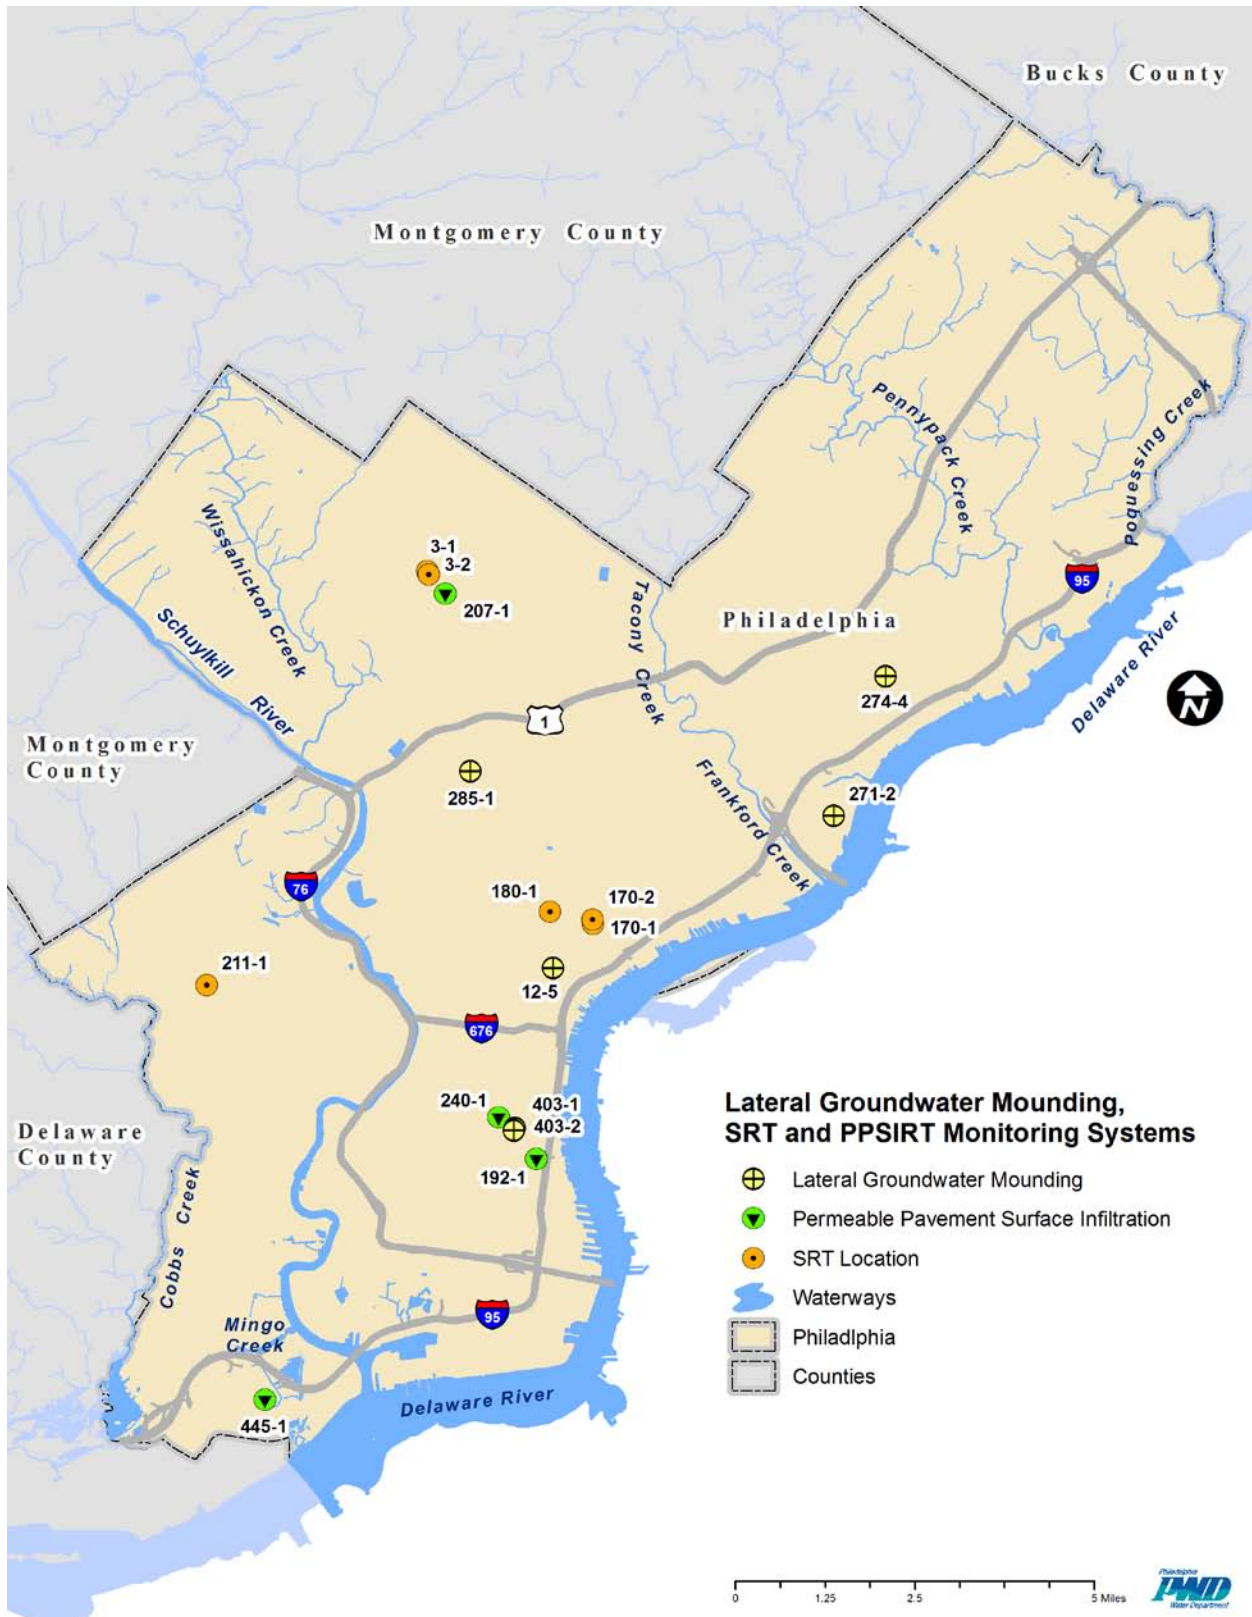 Bucks County
Montgomery County
Pennypack Creek
Poquessing Creek
Wissahickon Creek
3-1
3-2
207-1
Tacony Creek
95
Philadelphia
Schuylkill River
274-4
Delaware River
N
1
Montgomery
County
285-1
Frankford Creek
271-2
76
180-1
170-2
170-1
211-1
12-5
676
240-1
403-1
403-2
192-1
Delaware
County
Cobbs Creek
Lateral Groundwater Mounding,
SRT and PPSIRT Monitoring Systems
Lateral Groundwater Mounding
Permeable Pavement Surface Infiltration
SRT Location
Waterways
Philadlphia
Counties
95
Mingo
Creek
Delaware River
445-1
0 1.25 2.5 5 Miles
Philadelphia
PWD
Water Department